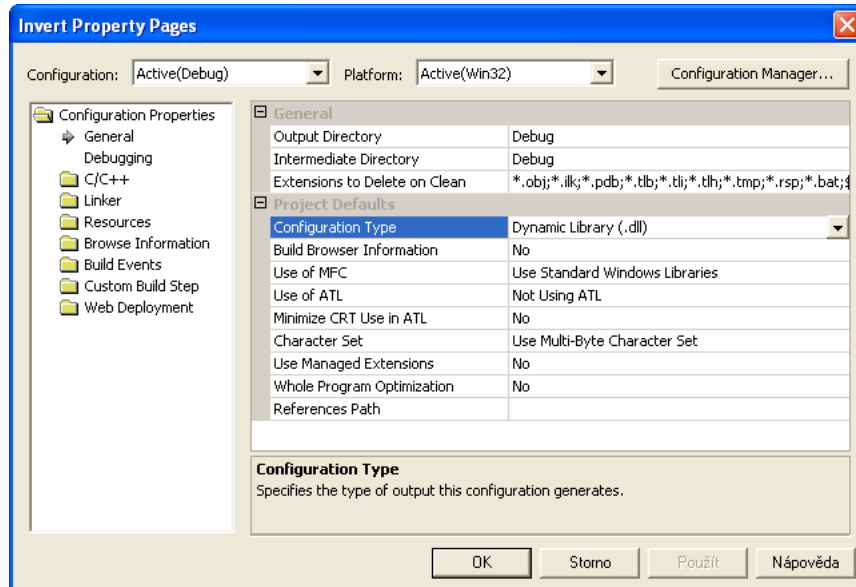 Invert Property Pages
Configuration: Active(Debug) Platform: Active(Win32) Configuration Manager...
Configuration Properties
General
Debugging
C/C++
Linker
Resources
Browse Information
Build Events
Custom Build Step
Web Deployment
General
Output Directory Debug
Intermediate Directory Debug
Extensions to Delete on Clean *.obj;*.ilk;*.pdb;*.tlb;*.tli;*.tlh;*.tmp;*.rsp;*.bat;$
Project Defaults
Configuration Type Dynamic Library (.dll)
Build Browser Information No
Use of MFC Use Standard Windows Libraries
Use of ATL Not Using ATL
Minimize CRT Use in ATL No
Character Set Use Multi-Byte Character Set
Use Managed Extensions No
Whole Program Optimization No
References Path
Configuration Type
Specifies the type of output this configuration generates.
OK Storno Použít Nápověda